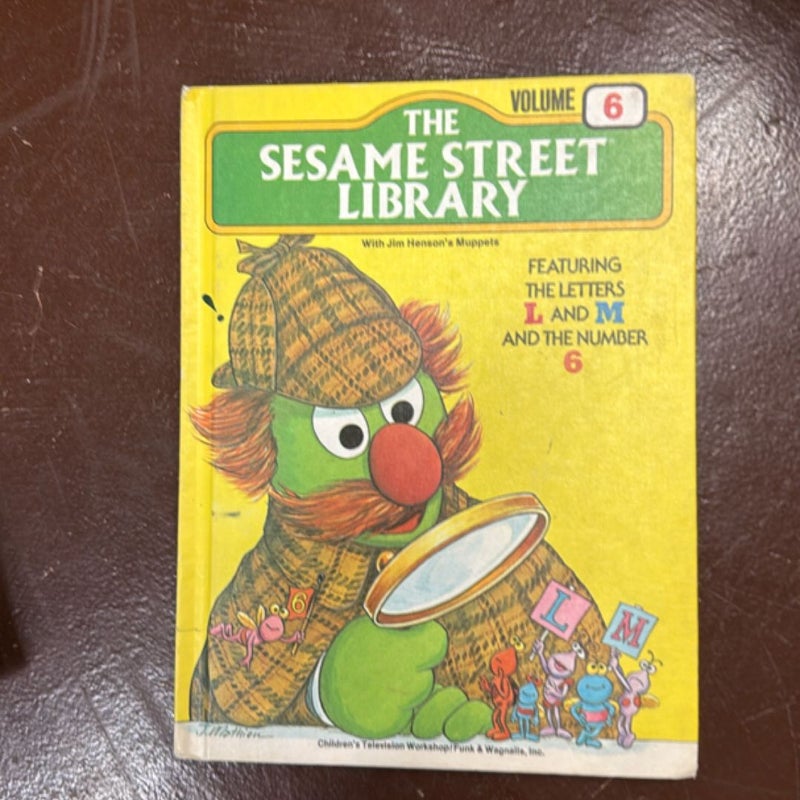 VOLUME 6
THE
SESAME STREET
LIBRARY
With Jim Henson's Muppets
FEATURING
THE LETTERS
L AND M
AND THE NUMBER
6
6
L
M
Children's Television Workshop/Funk & Wagnalls, Inc.